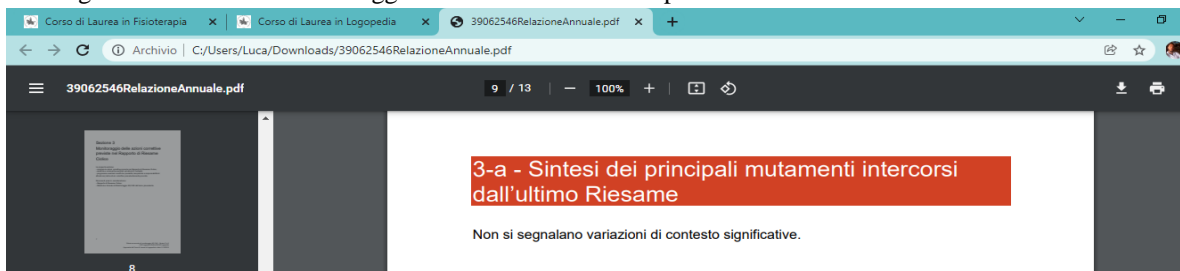 Corso di Laurea in Fisioterapia
Corso di Laurea in Logopedia
39062546RelazioneAnnuale.pdf
Archivio | C:/Users/Luca/Downloads/39062546RelazioneAnnuale.pdf
39062546RelazioneAnnuale.pdf
9 / 13
100%
3-a - Sintesi dei principali mutamenti intercorsi
dall'ultimo Riesame
Non si segnalano variazioni di contesto significative.
8